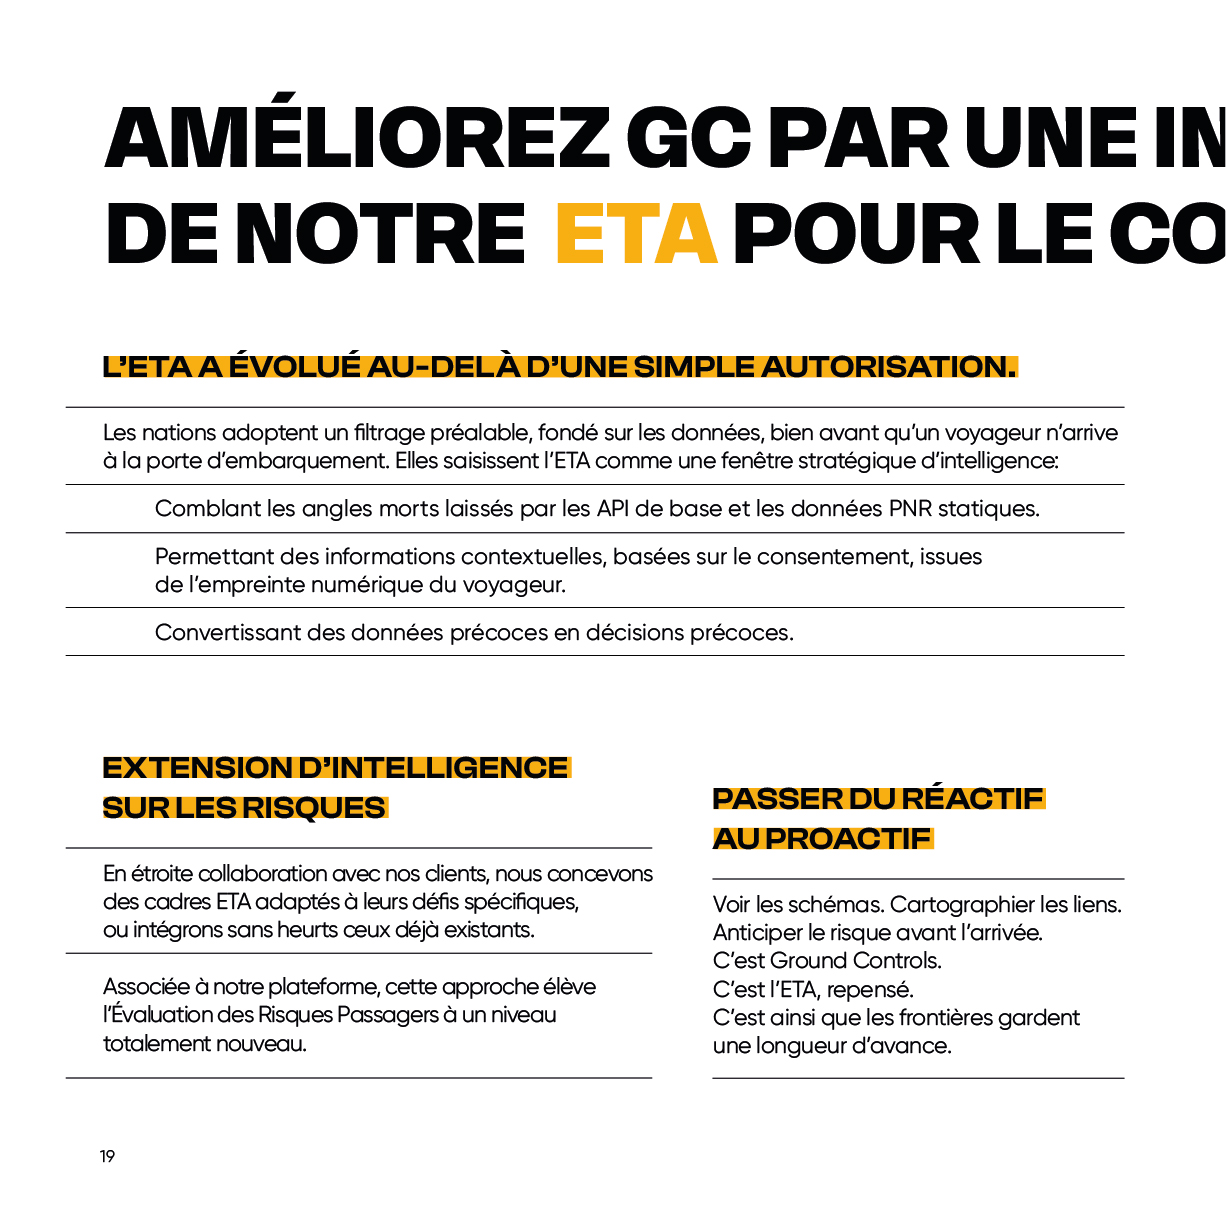 AMÉLIOREZ GC PAR UNE
DE NOTRE ETA POUR LE
L’ETA A ÉVOLUÉ AU-DELÀ D’UNE SIMPLE AUTORISATION.
Les nations adoptent un filtrage préalable, fondé sur les données, bien avant qu’un voyageur n’arrive
à la porte d’embarquement. Elles saisissent l’ETA comme une fenêtre stratégique d’intelligence:
Comblant les angles morts laissés par les API de base et les données PNR statiques.
Permettant des informations contextuelles, basées sur le consentement, issues
de l’empreinte numérique du voyageur.
Convertissant des données précoces en décisions précoces.
EXTENSION D’INTELLIGENCE
SUR LES RISQUES
En étroite collaboration avec nos clients, nous concevons
des cadres ETA adaptés à leurs défis spécifiques,
ou intégrons sans heurts ceux déjà existants.
Associée à notre plateforme, cette approche élève
l’Évaluation des Risques Passagers à un niveau
totalement nouveau.
PASSER DU RÉACTIF
AU PROACTIF
Voir les schémas. Cartographier les liens.
Anticiper le risque avant l’arrivée.
C’est Ground Controls.
C’est l’ETA, repensé.
C’est ainsi que les frontières gardent
une longueur d’avance.
19